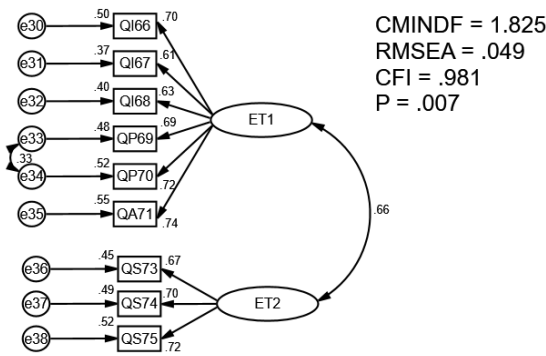 .50
e30
QI66
.70
CMINDF = 1.825
RMSEA = .049
CFI = .981
P = .007
.37
e31
QI67
.61
.40
e32
QI68
.63
ET1
.48
e33
QP69
.69
.33
.52
e34
QP70
.72
.55
e35
QA71
.74
.66
.45
e36
QS73
.67
.49
e37
QS74
.70
ET2
.52
e38
QS75
.72